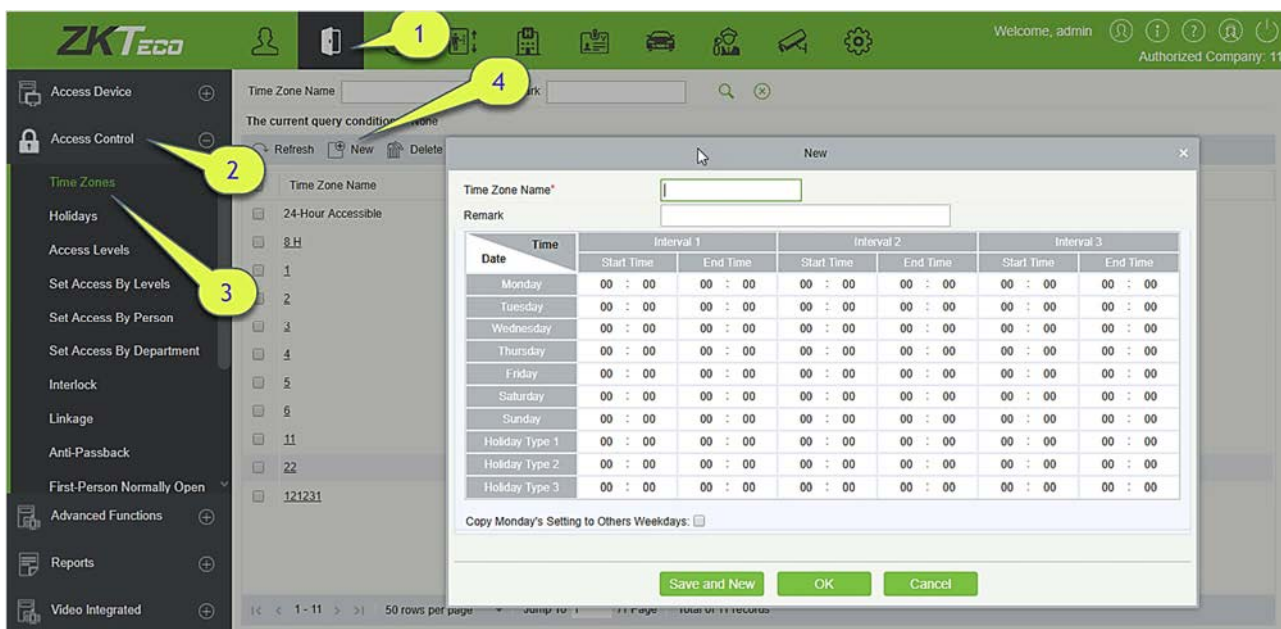 ZKTeco
1
Welcome, admin
Authorized Company: 11
Access Device
Time Zone Name
4
The current query conditions None
Access Control
2
Refresh New Delete
New
Time Zones
3
Time Zone Name
Time Zone Name*
Holidays
24-Hour Accessible
Remark
Access Levels
8 H
Time Interval 1 Interval 2 Interval 3
Date Start Time End Time Start Time End Time Start Time End Time
Set Access By Levels
1
Monday 00 : 00 00 : 00 00 : 00 00 : 00 00 : 00 00 : 00
2
Tuesday 00 : 00 00 : 00 00 : 00 00 : 00 00 : 00 00 : 00
Set Access By Person
3
Wednesday 00 : 00 00 : 00 00 : 00 00 : 00 00 : 00 00 : 00
Set Access By Department
4
Thursday 00 : 00 00 : 00 00 : 00 00 : 00 00 : 00 00 : 00
Interlock
5
Friday 00 : 00 00 : 00 00 : 00 00 : 00 00 : 00 00 : 00
Saturday 00 : 00 00 : 00 00 : 00 00 : 00 00 : 00 00 : 00
Linkage
6
Sunday 00 : 00 00 : 00 00 : 00 00 : 00 00 : 00 00 : 00
Anti-Passback
11
Holiday Type 1 00 : 00 00 : 00 00 : 00 00 : 00 00 : 00 00 : 00
22
Holiday Type 2 00 : 00 00 : 00 00 : 00 00 : 00 00 : 00 00 : 00
First-Person Normally Open
121231
Holiday Type 3 00 : 00 00 : 00 00 : 00 00 : 00 00 : 00 00 : 00
Advanced Functions
Copy Monday's Setting to Others Weekdays:
Reports
Save and New OK Cancel
Video Integrated
1 - 11 50 rows per page Jump To 1 /1 Page Total of 11 records